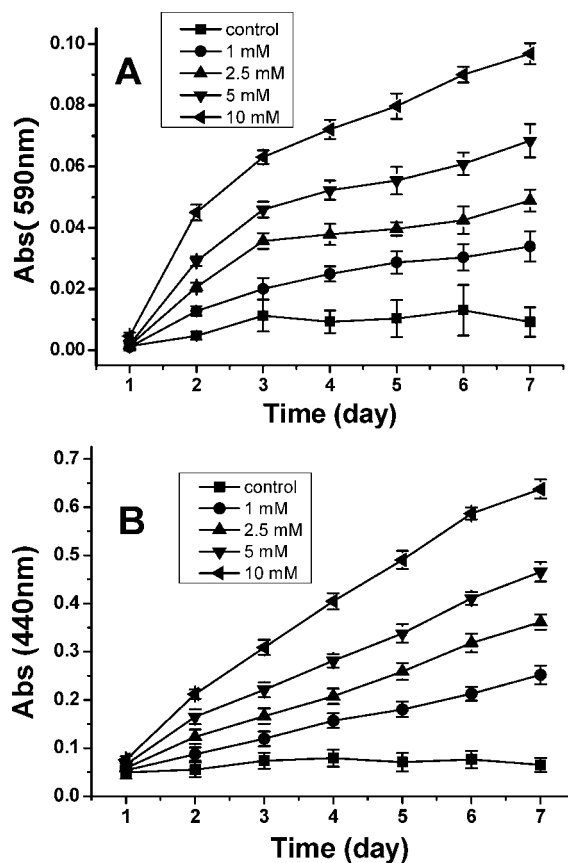 A
control
1 mM
2.5 mM
5 mM
10 mM
Abs( 590nm)
0.10
0.08
0.06
0.04
0.02
0.00
1 2 3 4 5 6 7
Time (day)
B
control
1 mM
2.5 mM
5 mM
10 mM
Abs (440nm)
0.7
0.6
0.5
0.4
0.3
0.2
0.1
0.0
1 2 3 4 5 6 7
Time (day)